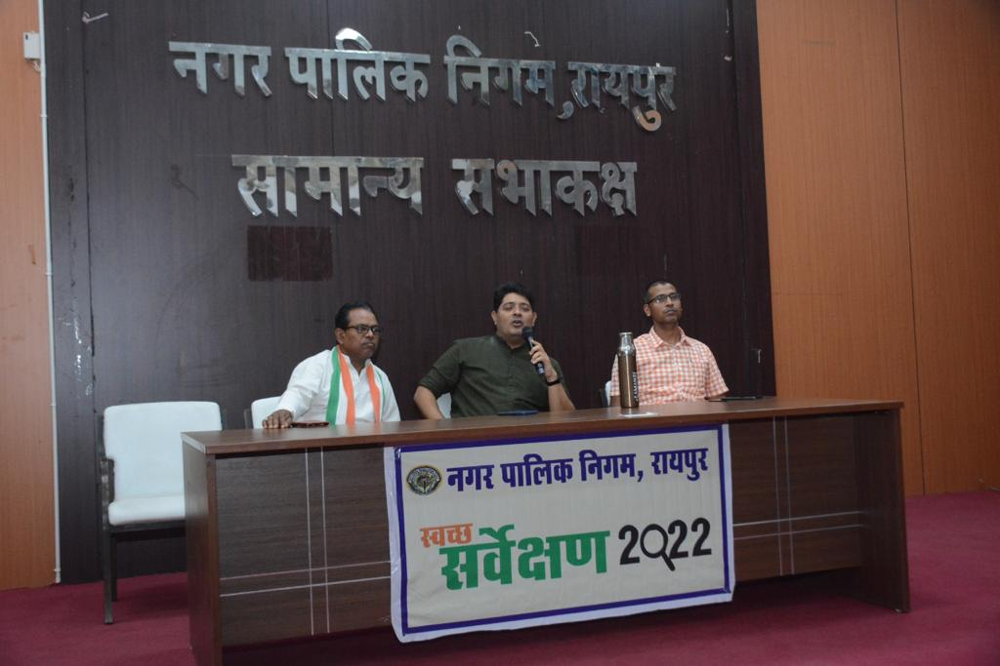 नगर पालिक निगम, रायपुर
सामान्य सभाकक्ष
नगर पालिक निगम, रायपुर
स्वच्छ
सर्वेक्षण 2022